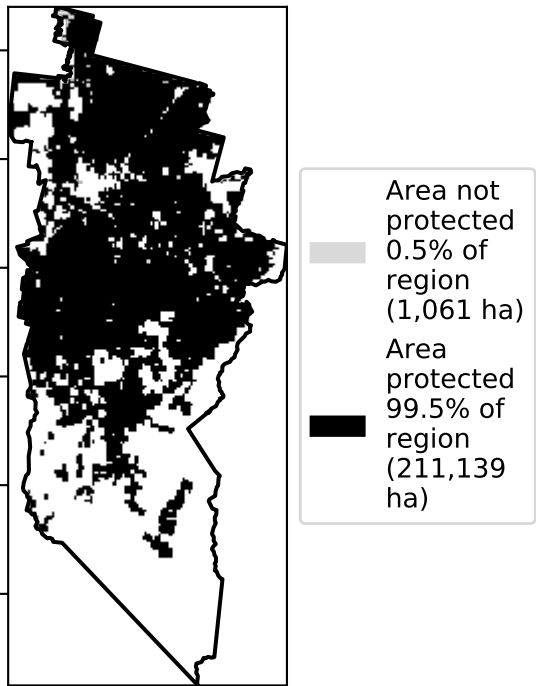 Area not
protected
0.5% of
region
(1,061 ha)
Area
protected
99.5% of
region
(211,139
ha)